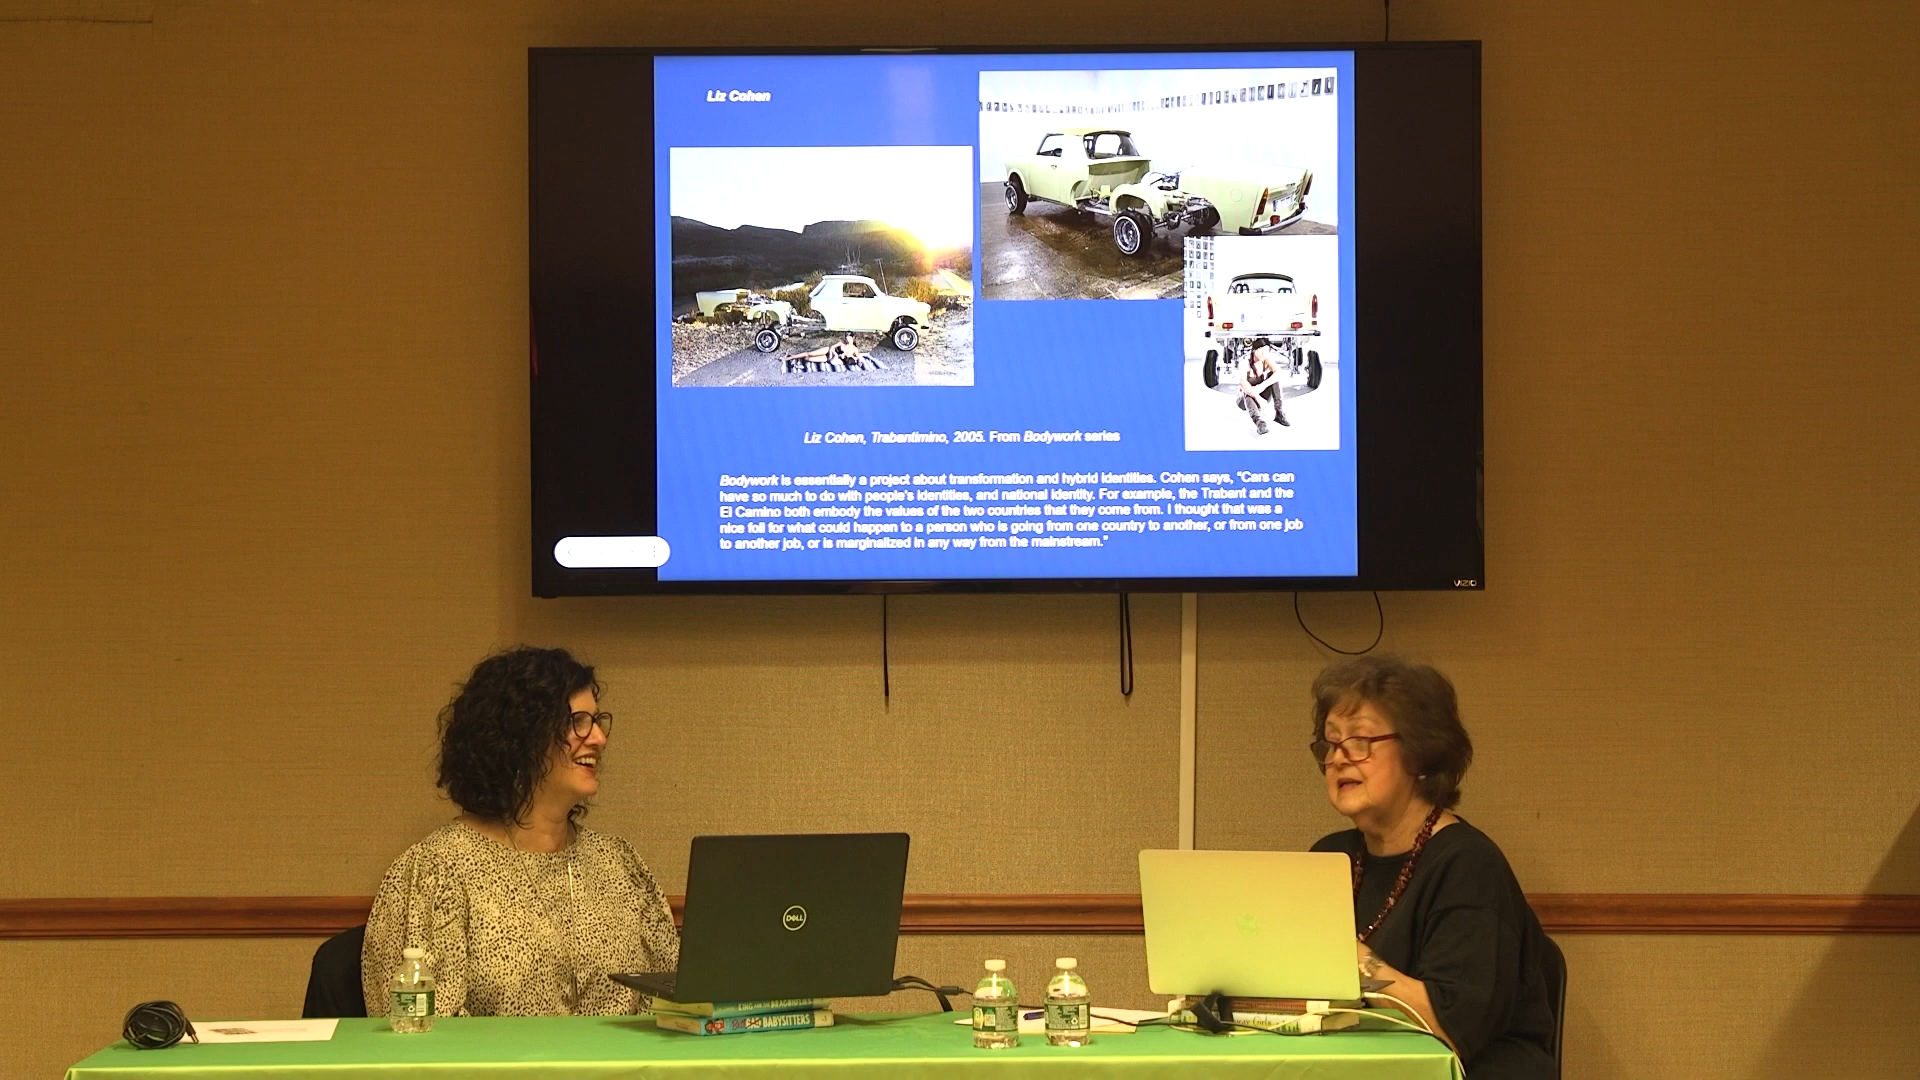 Liz Cohen
Liz Cohen, Trabantimino, 2005. From Bodywork series
Bodywork is essentially a project about transformation and hybrid identities. Cohen says, “Cars can
have so much to do with people’s identities, and national identity. For example, the Trabant and the
El Camino both embody the values of the two countries that they come from. I thought that was a
nice foil for what could happen to a person who is going from one country to another, or from one job
to another job, or is marginalized in any way from the mainstream.”
VIZIO
DELL
BABYSITTERS
Girls